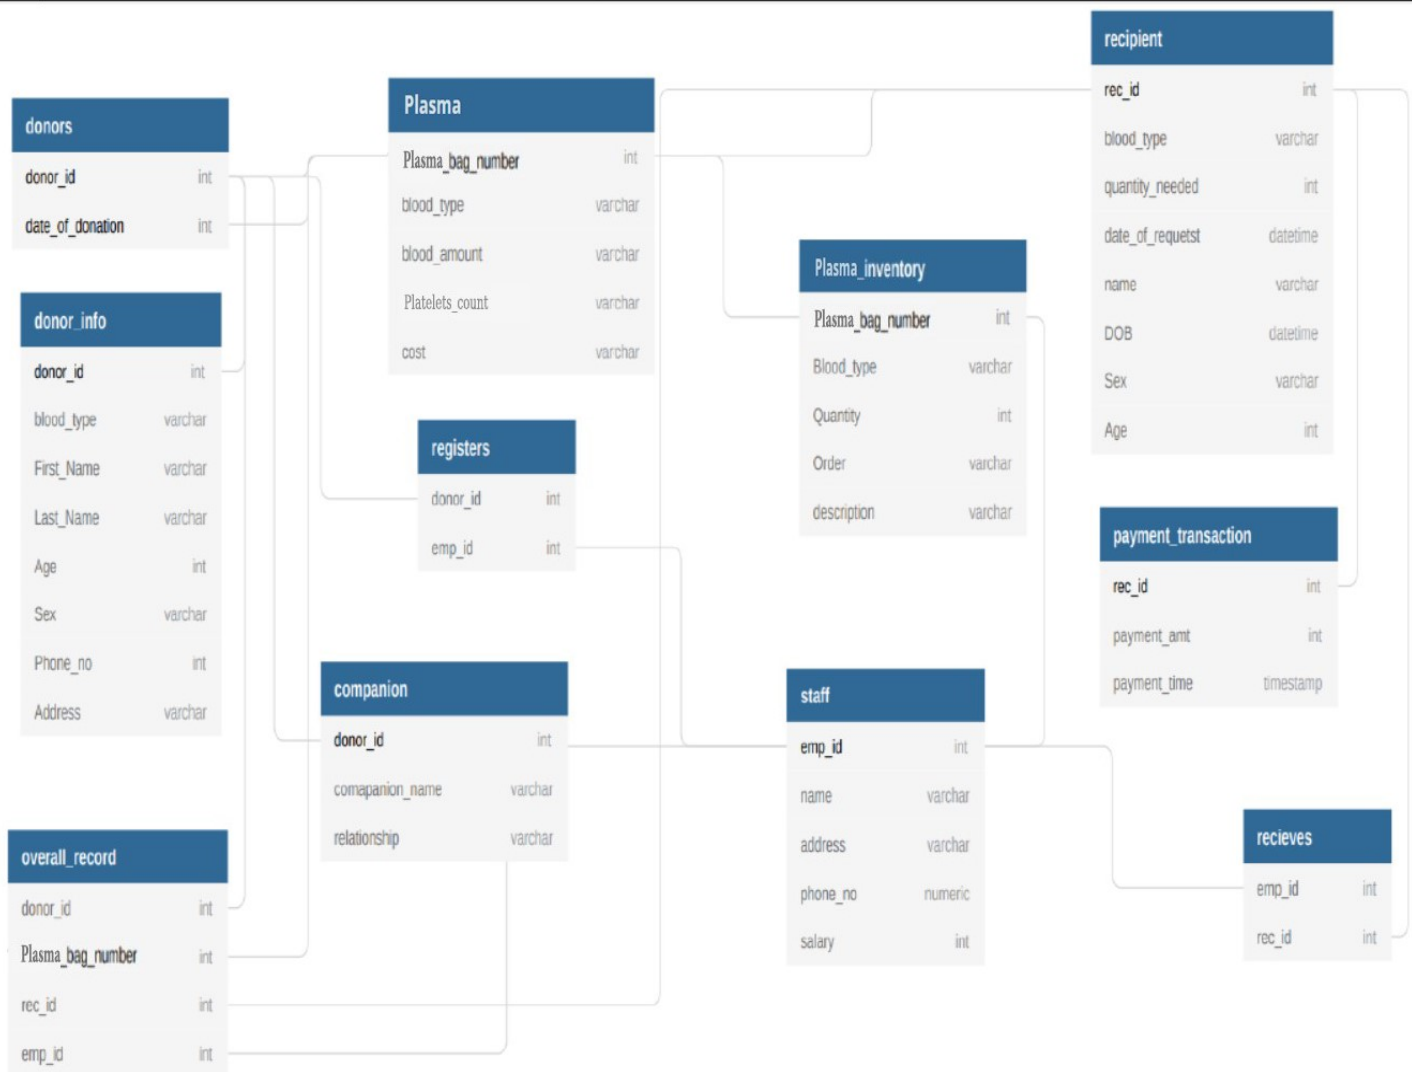 donors
donor_id int
date_of_donation int
donor_info
donor_id int
blood_type varchar
First_Name varchar
Last_Name varchar
Age int
Sex varchar
Phone_no int
Address varchar
overall_record
donor_id int
Plasma_bag_number int
rec_id int
emp_id int
Plasma
Plasma_bag_number int
blood_type varchar
blood_amount varchar
Platelets_count varchar
cost varchar
registers
donor_id int
emp_id int
companion
donor_id int
comapanion_name varchar
relationship varchar
Plasma_inventory
Plasma_bag_number int
Blood_type varchar
Quantity int
Order varchar
description varchar
staff
emp_id int
name varchar
address varchar
phone_no numeric
salary int
recipient
rec_id int
blood_type varchar
quantity_needed int
date_of_requetst datetime
name varchar
DOB datetime
Sex varchar
Age int
payment_transaction
rec_id int
payment_amt int
payment_time timestamp
recieves
emp_id int
rec_id int